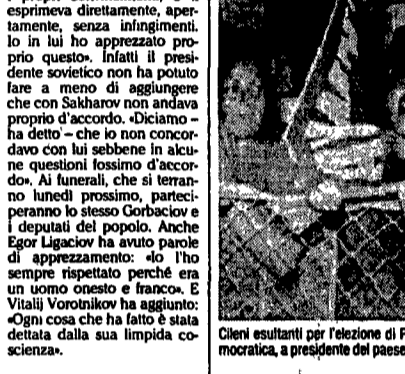 esprimeva direttamente, aper-
tamente, senza infingimenti.
Io in lui ho apprezzato pro-
prio questo». Infatti il presi-
dente sovietico non ha potuto
fare a meno di aggiungere
che con Sakharov non andava
proprio d'accordo. «Diciamo –
ha detto – che io non concor-
davo con lui sebbene in alcu-
ne questioni fossimo d'accor-
do». Ai funerali, che si terran-
no lunedì prossimo, parteci-
peranno lo stesso Gorbaciov e
i deputati del popolo. Anche
Egor Ligaciov ha avuto parole
di apprezzamento: «Io l'ho
sempre rispettato perché era
un uomo onesto e franco». E
Vitalij Vorotnikov ha aggiunto:
«Ogni cosa che ha fatto è stata
dettata dalla sua limpida co-
scienza».
Cileni esultanti per l'elezione di
mocratica, a presidente del paese